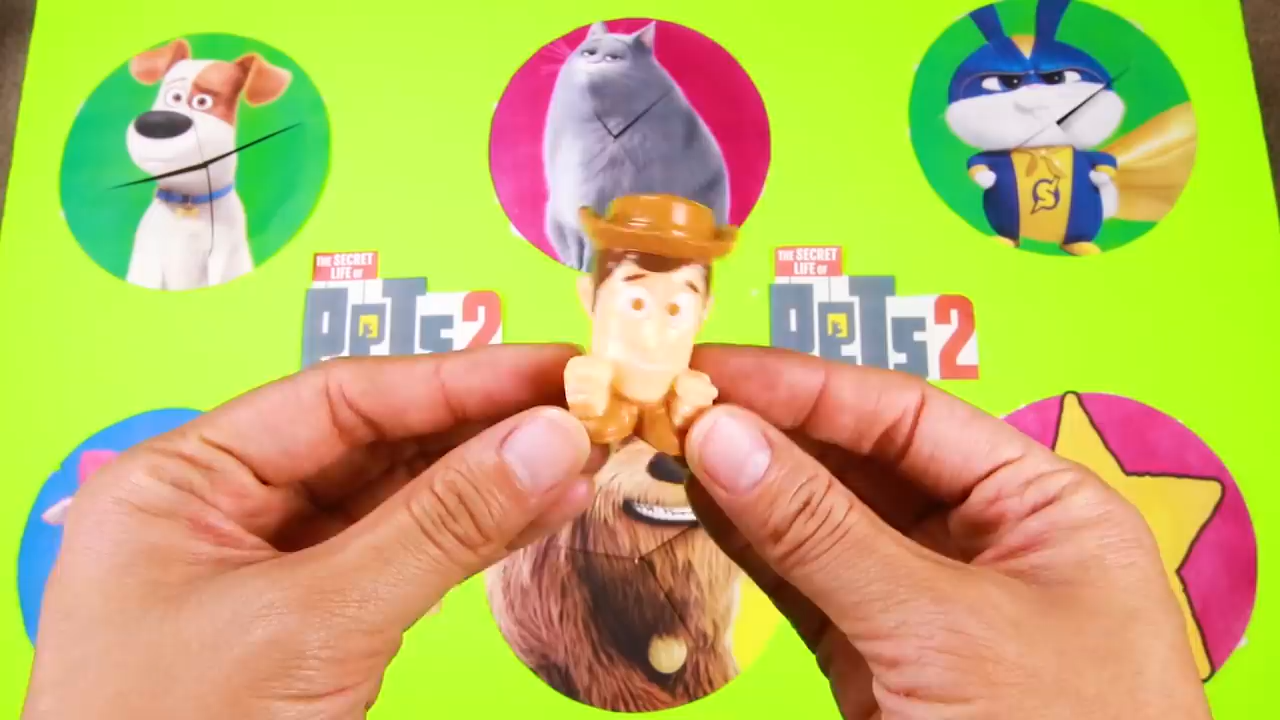 THE SECRET
LIFE OF
PETS 2
THE SECRET
LIFE OF
PETS 2
S